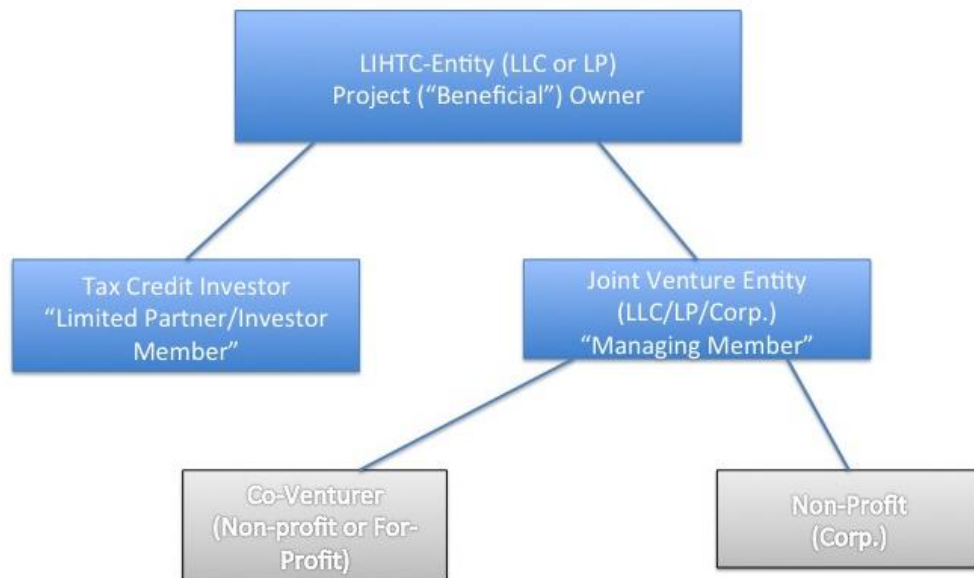 LIHTC-Entity (LLC or LP)
Project (“Beneficial”) Owner
Tax Credit Investor
“Limited Partner/Investor
Member”
Joint Venture Entity
(LLC/LP/Corp.)
“Managing Member”
Co-Venturer
(Non-profit or For-
Profit)
Non-Profit
(Corp.)